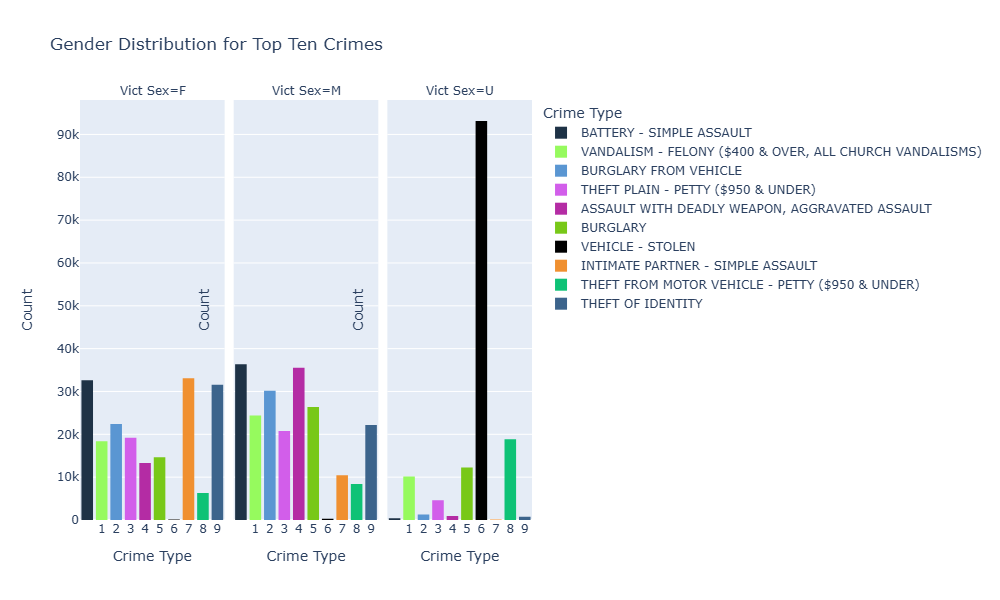 Gender Distribution for Top Ten Crimes
Vict Sex=F
Vict Sex=M
Vict Sex=U
Crime Type
BATTERY - SIMPLE ASSAULT
VANDALISM - FELONY ($400 & OVER, ALL CHURCH VANDALISMS)
BURGLARY FROM VEHICLE
THEFT PLAIN - PETTY ($950 & UNDER)
ASSAULT WITH DEADLY WEAPON, AGGRAVATED ASSAULT
BURGLARY
VEHICLE - STOLEN
INTIMATE PARTNER - SIMPLE ASSAULT
THEFT FROM MOTOR VEHICLE - PETTY ($950 & UNDER)
THEFT OF IDENTITY
90k
80k
70k
60k
50k
40k
30k
20k
10k
0
Count
Count
Count
1 2 3 4 5 6 7 8 9
1 2 3 4 5 6 7 8 9
1 2 3 4 5 6 7 8 9
Crime Type
Crime Type
Crime Type